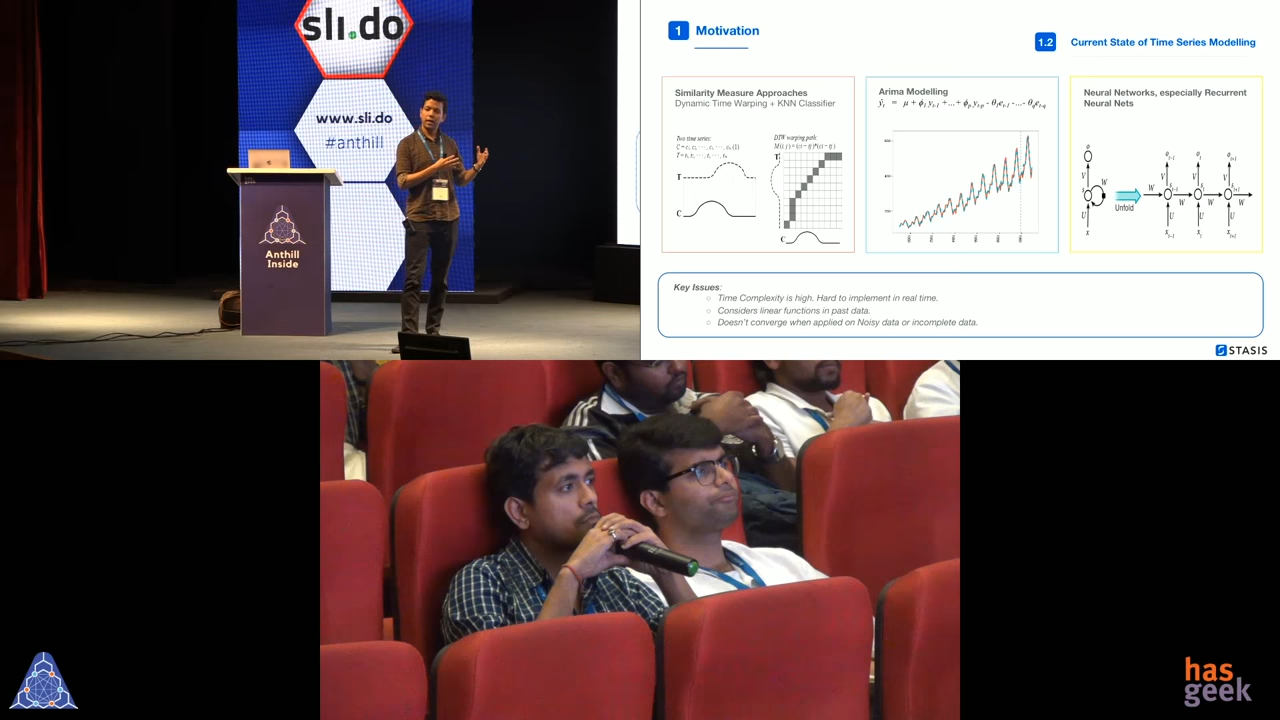 sli.do
www.sli.do
#anthill
Anthill
Inside
1 Motivation
1.2 Current State of Time Series Modelling
Similarity Measure Approaches
Dynamic Time Warping + KNN Classifier
Two time series:
DTW warping path:
T
C
T
C
Arima Modelling
Neural Networks, especially Recurrent
Neural Nets
Unfold
W
V
U
Key Issues:
Time Complexity is high. Hard to implement in real time.
Considers linear functions in past data.
Doesn't converge when applied on Noisy data or incomplete data.
STASIS
has
geek